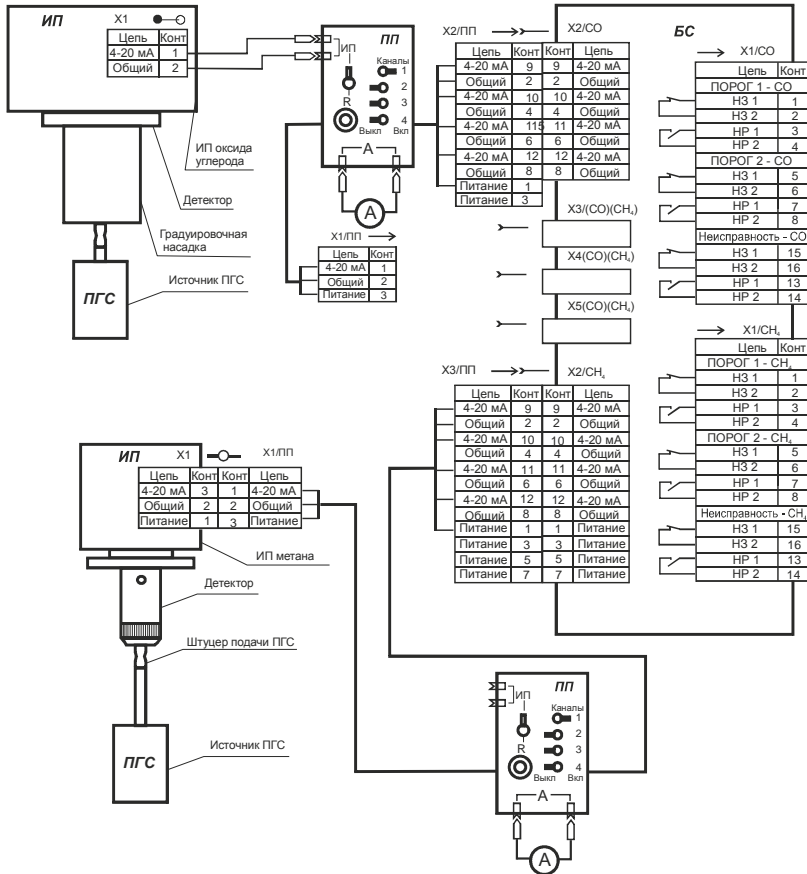 ИП
X1
Цепь Конт
4-20 мА 1
Общий 2
ИП оксида
углерода
Детектор
Градуировочная
насадка
Источник ПГС
ПГС
ПП
ИП
Каналы
1
2
3
4
R
Выкл Вкл
А
А
X1/ПП
Цепь Конт
4-20 мА 1
Общий 2
Питание 3
X2/ПП X2/СО
Цепь Конт Конт Цепь
4-20 мА 9 9 4-20 мА
Общий 2 2 Общий
4-20 мА 10 10 4-20 мА
Общий 4 4 Общий
4-20 мА 115 11 4-20 мА
Общий 6 6 Общий
4-20 мА 12 12 4-20 мА
Общий 8 8 Общий
Питание 1
Питание 3
X3/(CO)(CH₄)
X4(CO)(CH₄)
X5(CO)(CH₄)
БС
X1/СО
Цепь Конт
ПОРОГ 1 - СО
НЗ 1 1
НЗ 2 2
НР 1 3
НР 2 4
ПОРОГ 2 - СО
НЗ 1 5
НЗ 2 6
НР 1 7
НР 2 8
Неисправность - СО
НЗ 1 15
НЗ 2 16
НР 1 13
НР 2 14
X1/CH₄
Цепь Конт
ПОРОГ 1 - CH₄
НЗ 1 1
НЗ 2 2
НР 1 3
НР 2 4
ПОРОГ 2 - CH₄
НЗ 1 5
НЗ 2 6
НР 1 7
НР 2 8
Неисправность - CH₄
НЗ 1 15
НЗ 2 16
НР 1 13
НР 2 14
X3/ПП X2/CH₄
Цепь Конт Конт Цепь
4-20 мА 9 9 4-20 мА
Общий 2 2 Общий
4-20 мА 10 10 4-20 мА
Общий 4 4 Общий
4-20 мА 11 11 4-20 мА
Общий 6 6 Общий
4-20 мА 12 12 4-20 мА
Общий 8 8 Общий
Питание 1 1 Питание
Питание 3 3 Питание
Питание 5 5 Питание
Питание 7 7 Питание
ИП
X1 X1/ПП
Цепь Конт Конт Цепь
4-20 мА 3 1 4-20 мА
Общий 2 2 Общий
Питание 1 3 Питание
ИП метана
Детектор
Штуцер подачи ПГС
Источник ПГС
ПГС
ПП
ИП
Каналы
1
2
3
4
R
Выкл Вкл
А
А